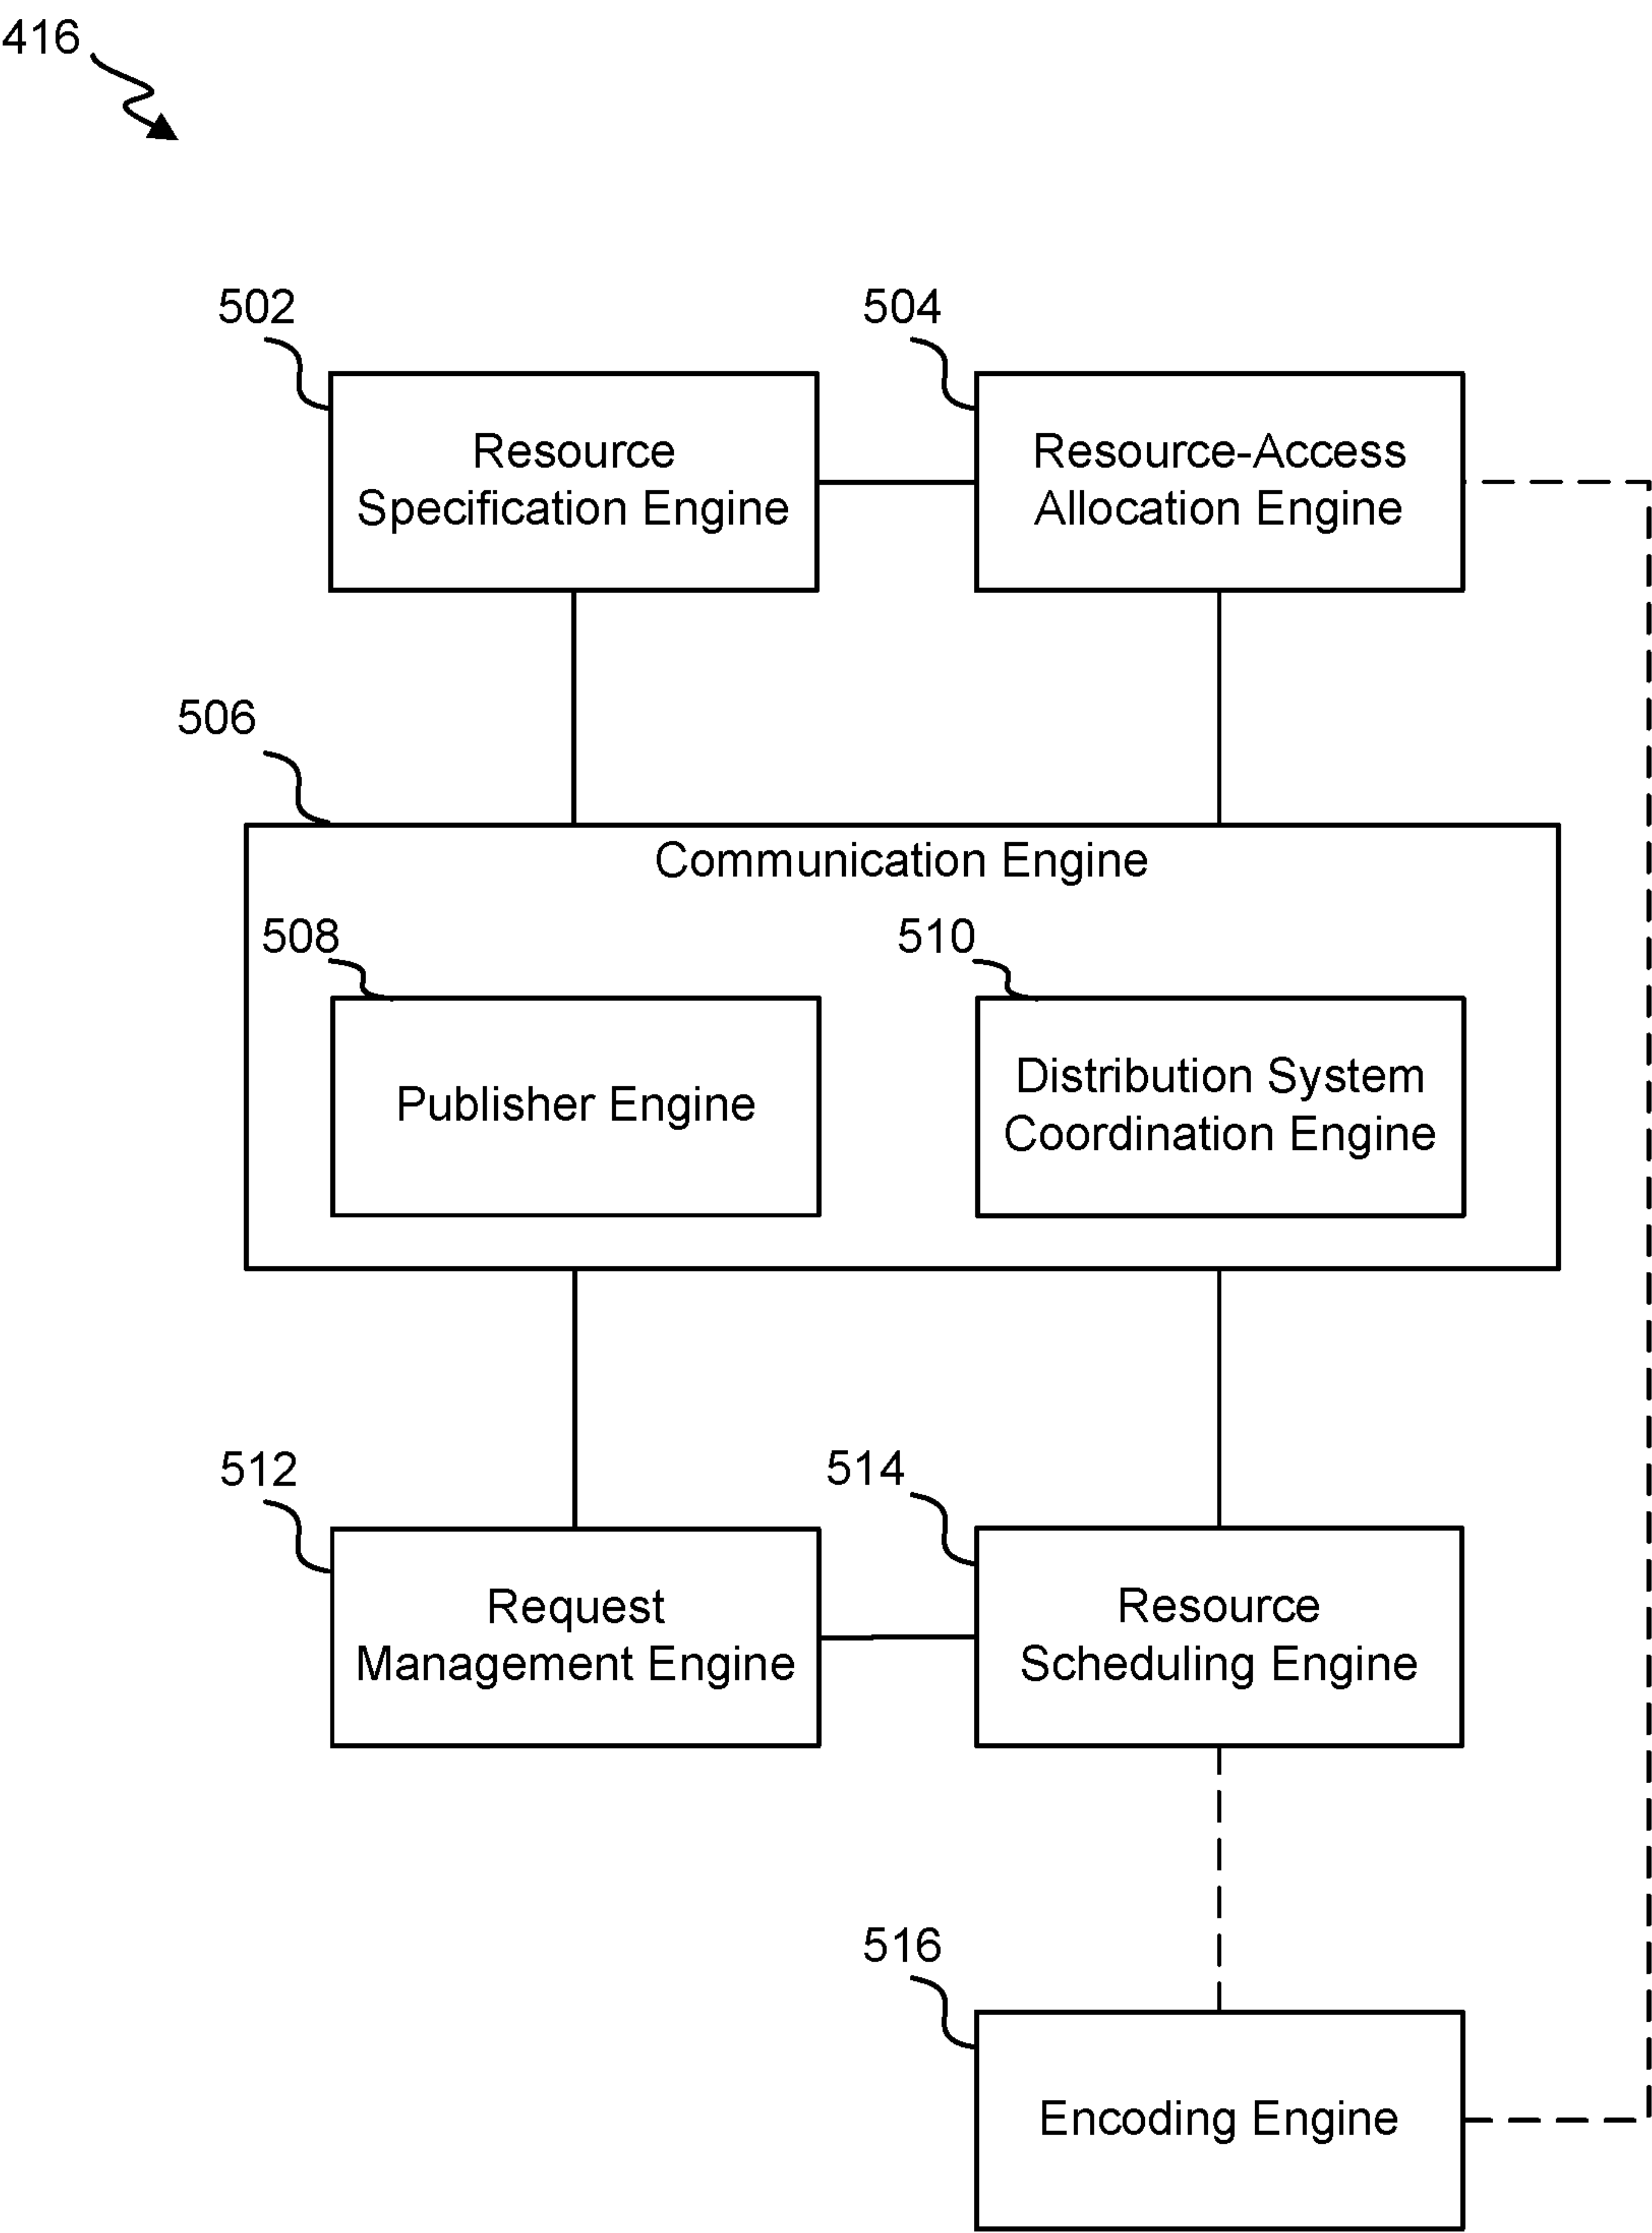 416
502
504
Resource
Specification Engine
Resource-Access
Allocation Engine
506
Communication Engine
508
510
Publisher Engine
Distribution System
Coordination Engine
512
514
Request
Management Engine
Resource
Scheduling Engine
516
Encoding Engine